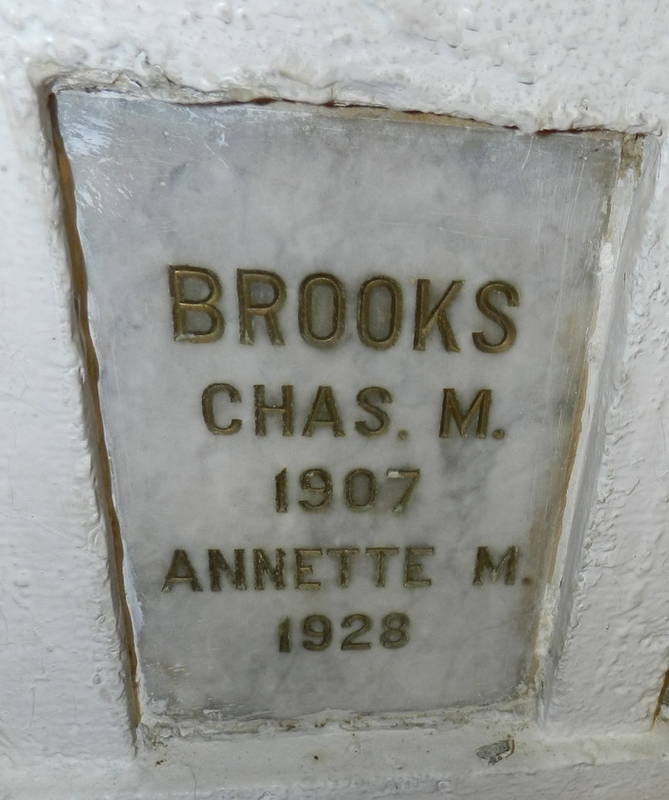 BROOKS
CHAS. M.
1907
ANNETTE M.
1928